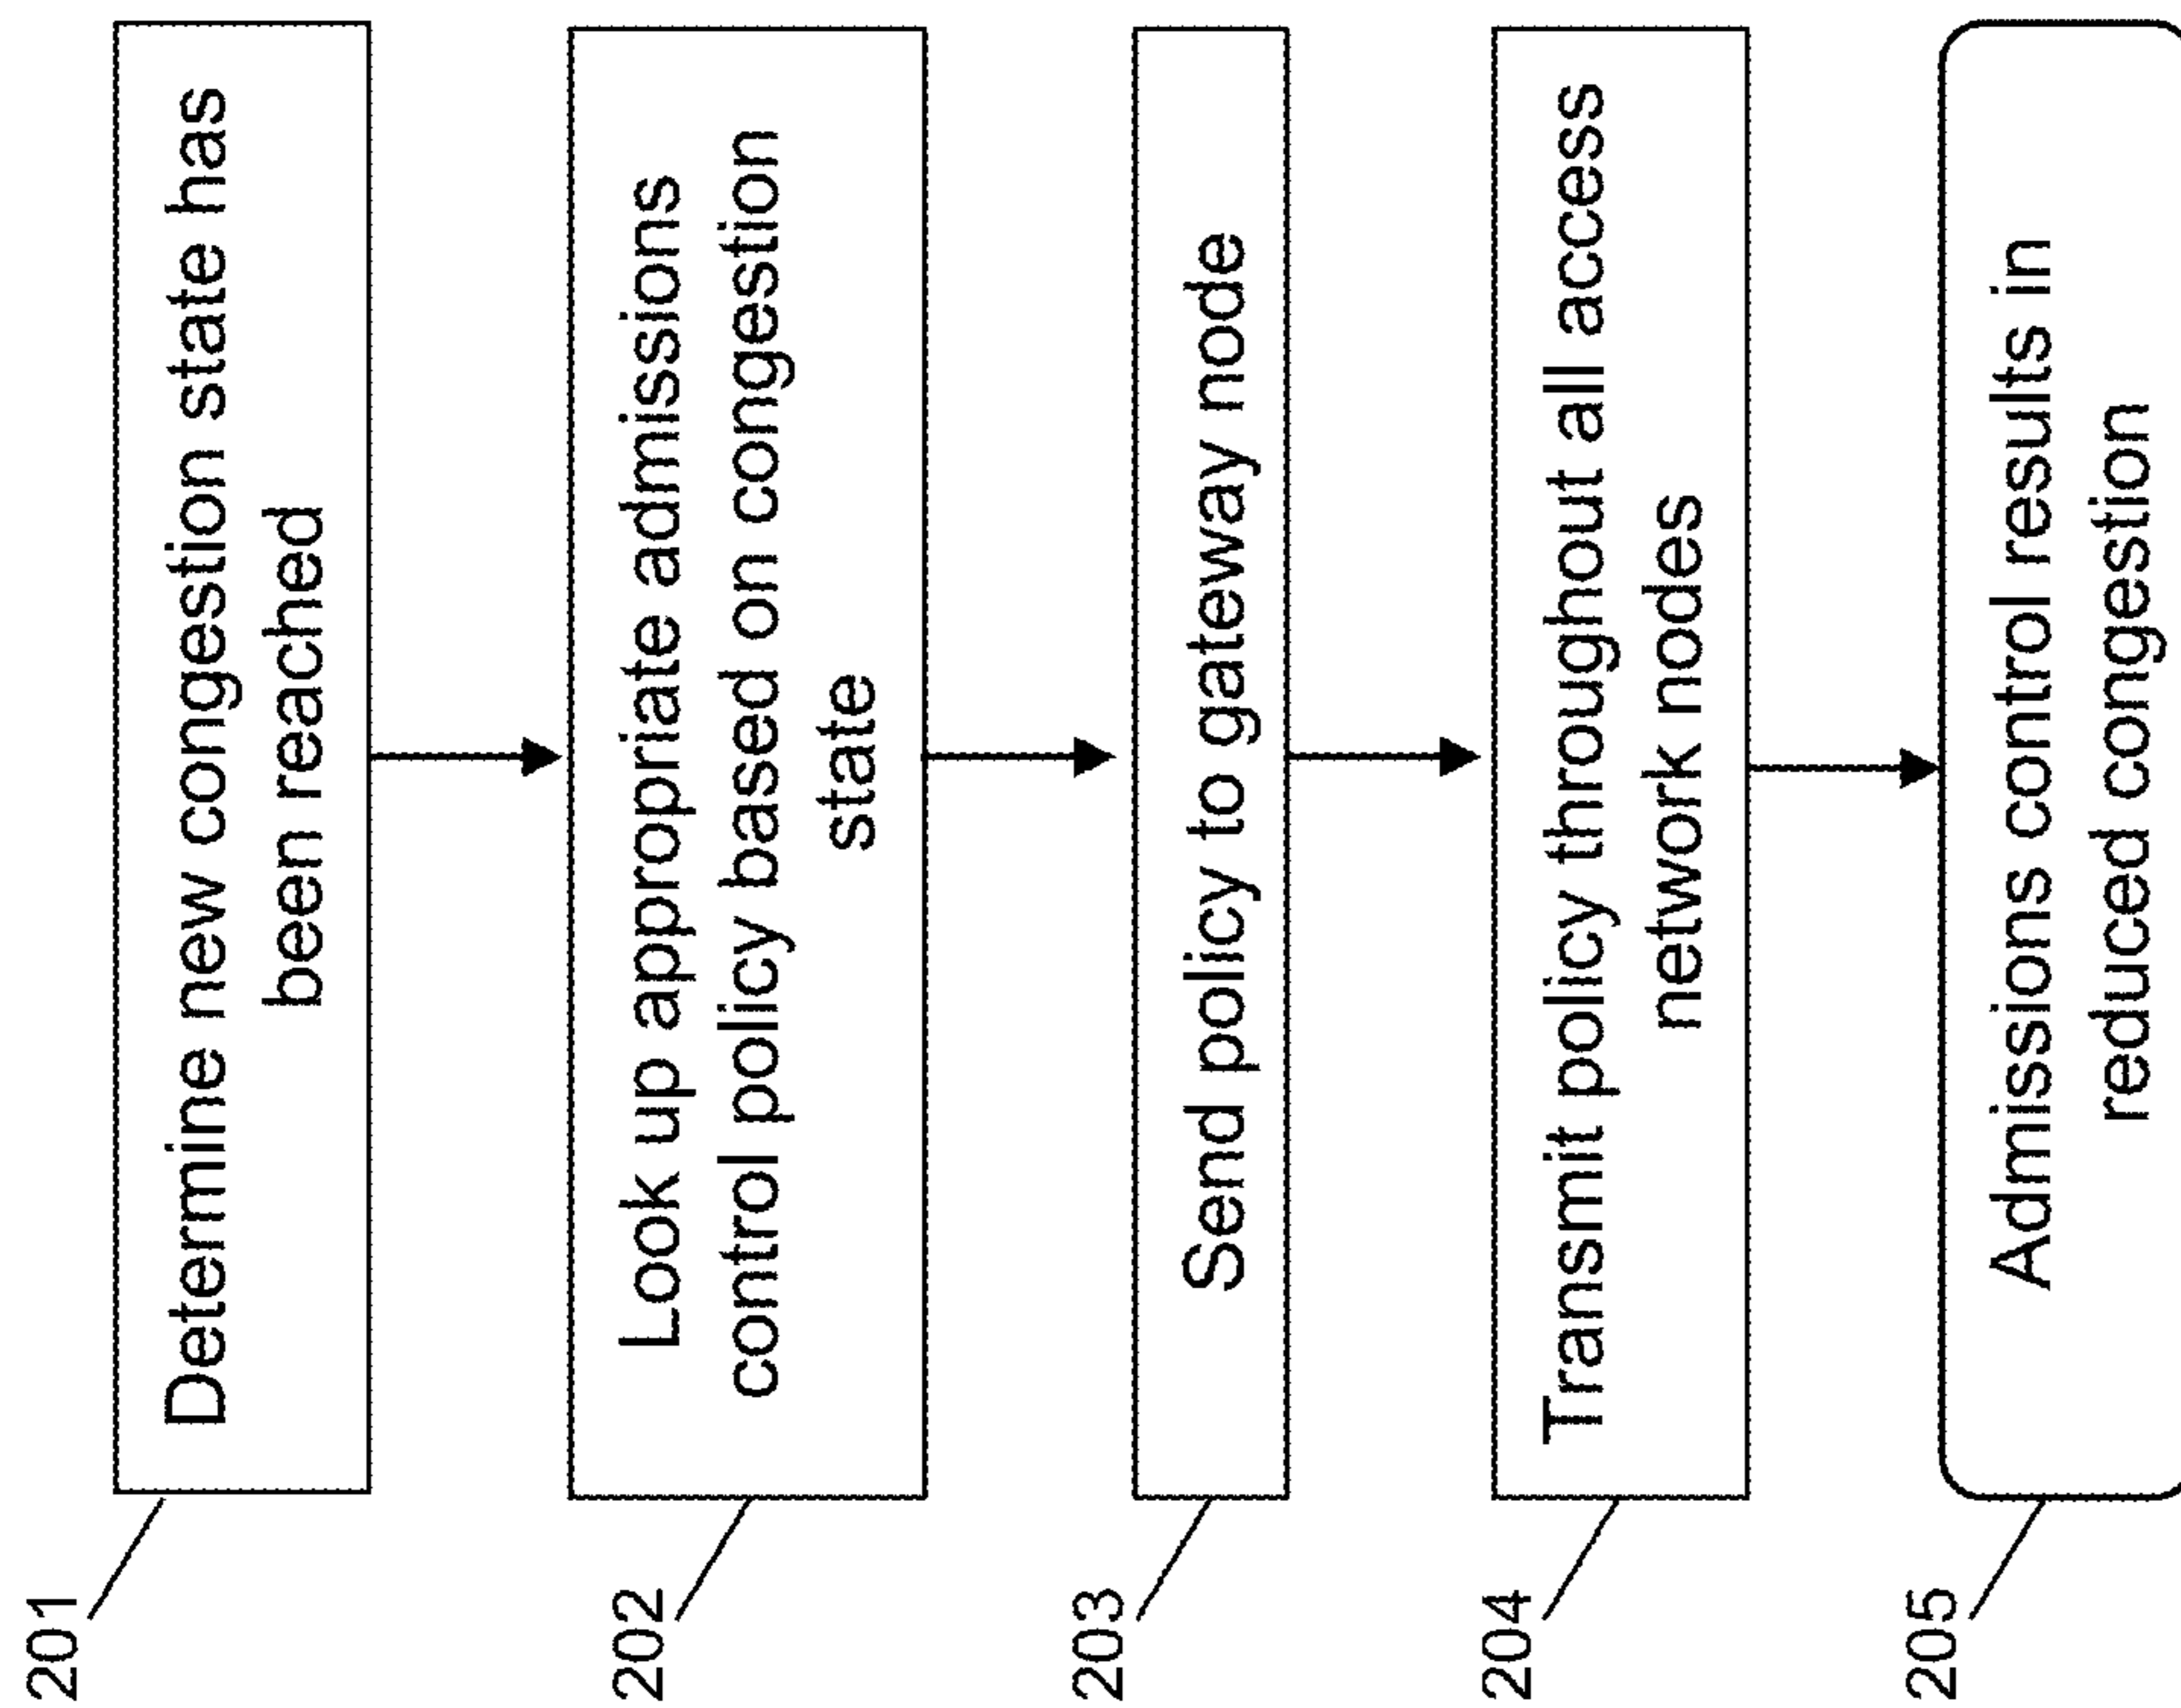 201
Determine new congestion state has
been reached
202
Look up appropriate admissions
control policy based on congestion
state
203
Send policy to gateway node
204
Transmit policy throughout all access
network nodes
205
Admissions control results in
reduced congestion